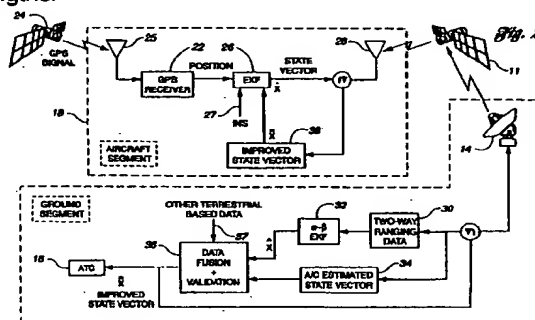 24
GPS
SIGNAL
25
22
26
28
11
GPS
RECEIVER
POSITION
EKF
STATE
VECTOR
x̂
27
INS
18
38
IMPROVED
STATE VECTOR
AIRCRAFT
SEGMENT
14
GROUND
SEGMENT
OTHER TERRESTRIAL
BASED DATA
37
32
α-β
EKF
30
TWO-WAY
RANGING
DATA
36
DATA
FUSION
+
VALIDATION
34
A/C ESTIMATED
STATE VECTOR
16
ATC
IMPROVED
STATE VECTOR